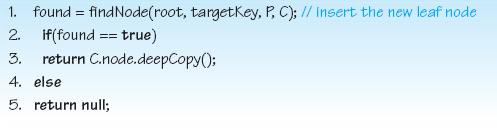 1. found = findNode(root, targetKey, P, C); // insert the new leaf node
2. if(found == true)
3. return C.node.deepCopy();
4. else
5. return null;